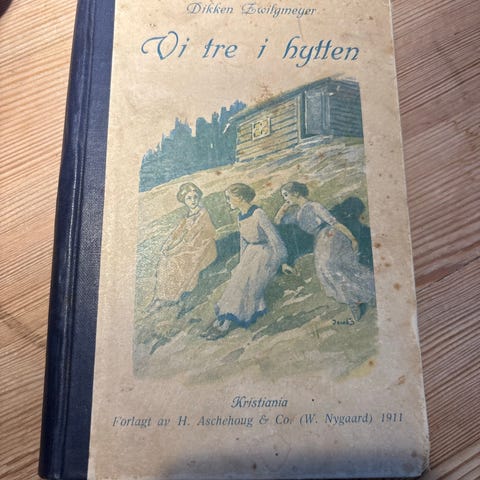 Dikken Zwilgmeyer
Vi tre i hytten
Kristiania
Forlagt av H. Aschehoug & Co. (W. Nygaard) 1911